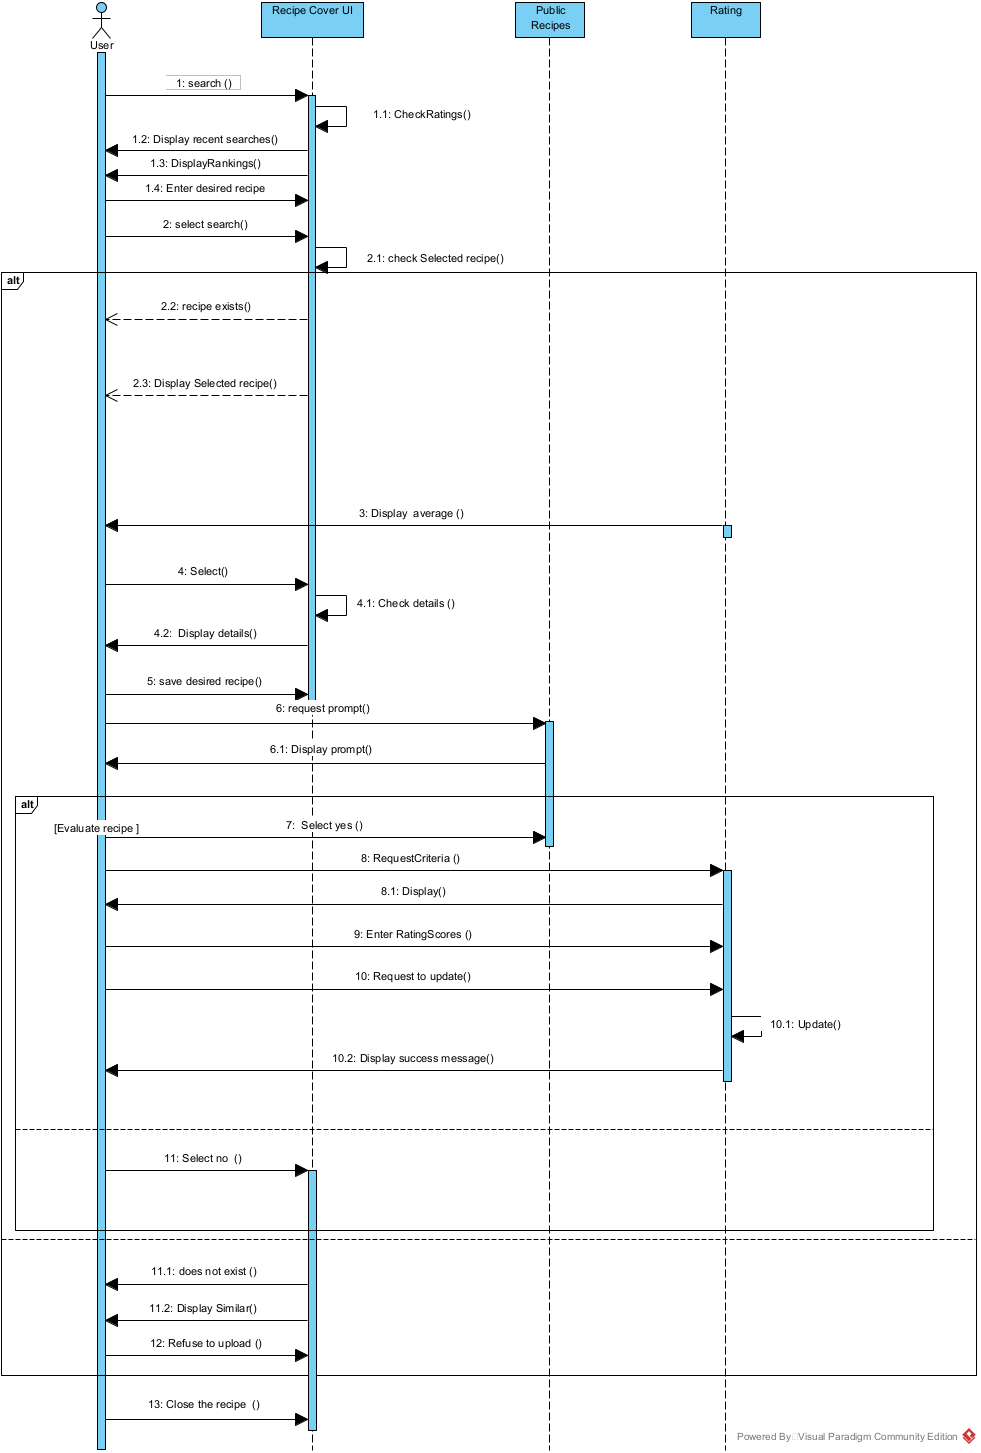 Recipe Cover UI
Public
Recipes
Rating
User
1: search ()
1.1: CheckRatings()
1.2: Display recent searches()
1.3: DisplayRankings()
1.4: Enter desired recipe
2: select search()
2.1: check Selected recipe()
alt
2.2: recipe exists()
2.3: Display Selected recipe()
3: Display average ()
4: Select()
4.1: Check details ()
4.2: Display details()
5: save desired recipe()
6: request prompt()
6.1: Display prompt()
alt
[Evaluate recipe ]
7: Select yes ()
8: RequestCriteria ()
8.1: Display()
9: Enter RatingScores ()
10: Request to update()
10.1: Update()
10.2: Display success message()
11: Select no ()
11.1: does not exist ()
11.2: Display Similar()
12: Refuse to upload ()
13: Close the recipe ()
Powered By Visual Paradigm Community Edition